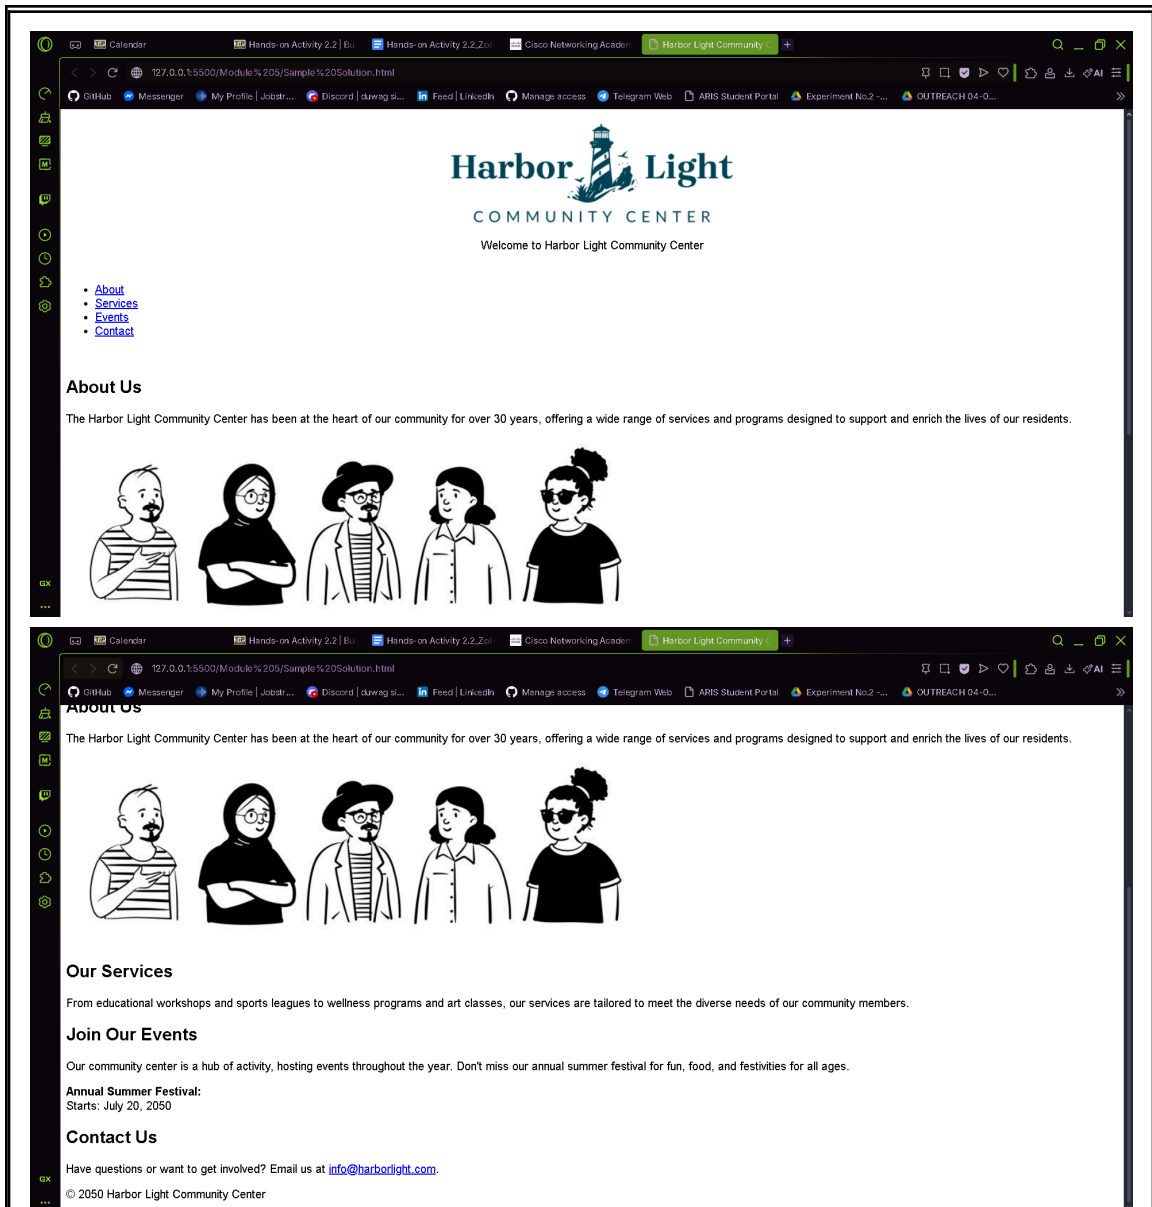 Calendar
Hands-on Activity 2.2 | Bu
Hands-on Activity 2.2_Zoli
Cisco Networking Academ
Harbor Light Community C
127.0.0.1:5500/Module%205/Sample%20Solution.html
AI
GitHub
Messenger
My Profile | Jobstr...
Discord | duwag si...
Feed | LinkedIn
Manage access
Telegram Web
ARIS Student Portal
Experiment No.2 -...
OUTREACH 04-0...
Harbor Light
COMMUNITY CENTER
Welcome to Harbor Light Community Center
About
Services
Events
Contact
About Us
The Harbor Light Community Center has been at the heart of our community for over 30 years, offering a wide range of services and programs designed to support and enrich the lives of our residents.
GX
Calendar
Hands-on Activity 2.2 | Bu
Hands-on Activity 2.2_Zoli
Cisco Networking Academ
Harbor Light Community C
127.0.0.1:5500/Module%205/Sample%20Solution.html
AI
GitHub
Messenger
My Profile | Jobstr...
Discord | duwag si...
Feed | LinkedIn
Manage access
Telegram Web
ARIS Student Portal
Experiment No.2 -...
OUTREACH 04-0...
About Us
The Harbor Light Community Center has been at the heart of our community for over 30 years, offering a wide range of services and programs designed to support and enrich the lives of our residents.
Our Services
From educational workshops and sports leagues to wellness programs and art classes, our services are tailored to meet the diverse needs of our community members.
Join Our Events
Our community center is a hub of activity, hosting events throughout the year. Don't miss our annual summer festival for fun, food, and festivities for all ages.
Annual Summer Festival:
Starts: July 20, 2050
Contact Us
Have questions or want to get involved? Email us at info@harborlight.com.
GX
© 2050 Harbor Light Community Center